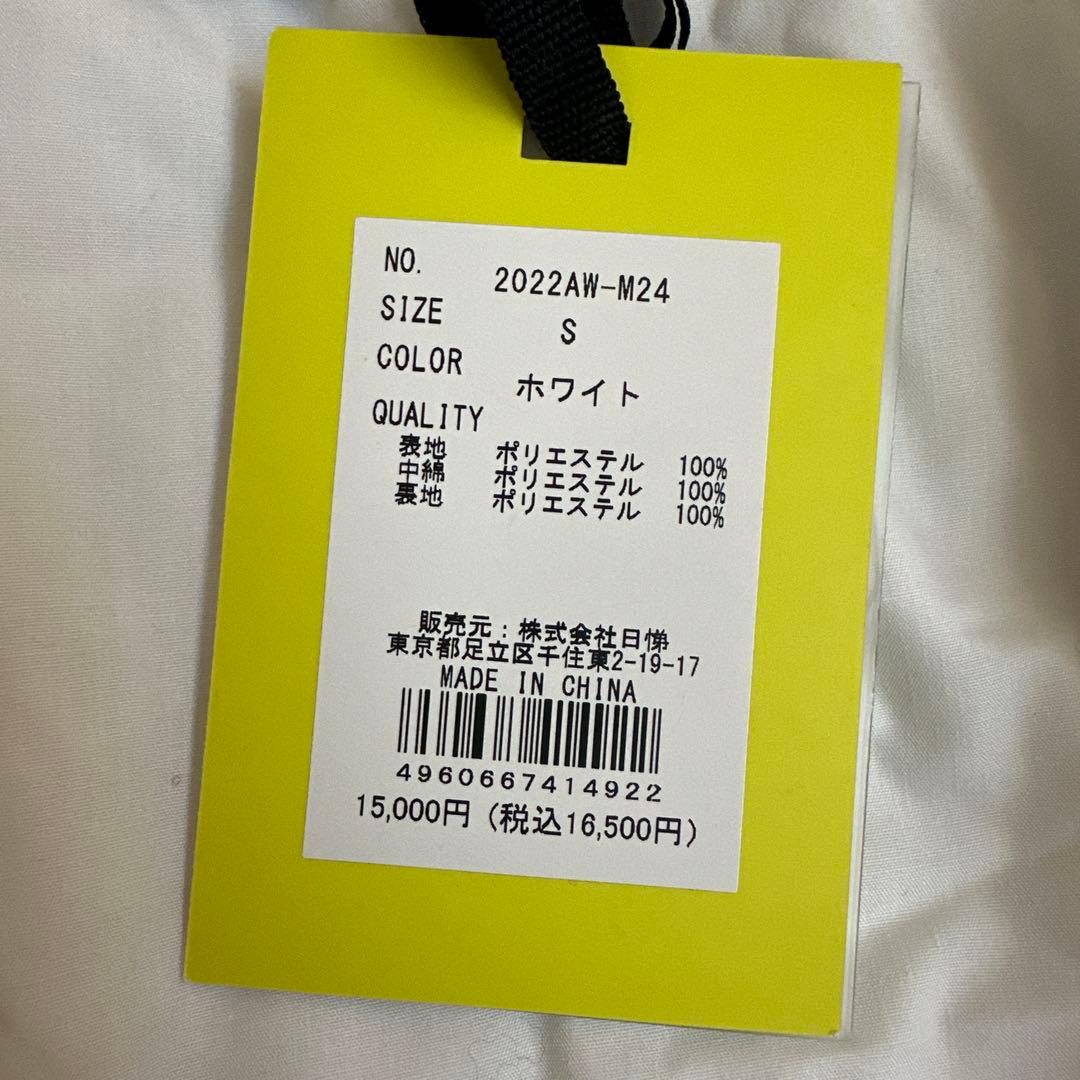 NO. 2022AW-M24
SIZE S
COLOR ホワイト
QUALITY
表地 ポリエステル 100%
中綿 ポリエステル 100%
裏地 ポリエステル 100%
販売元：株式会社日悌
東京都足立区千住東2-19-17
MADE IN CHINA
4960667414922
15,000円（税込16,500円）